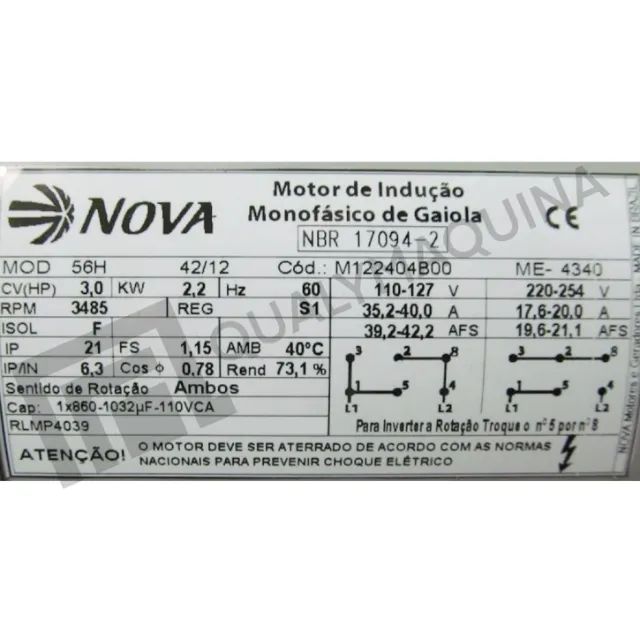 NOVA
Motor de Indução
Monofásico de Gaiola
NBR 17094-2
CE
MOD 56H 42/12 Cód.: M122404B00 ME- 4340
CV(HP) 3,0 KW 2,2 Hz 60 110-127 V 220-254 V
RPM 3485 REG S1 35,2-40,0 A 17,6-20,0 A
ISOL F 39,2-42,2 AFS 19,6-21,1 AFS
IP 21 FS 1,15 AMB 40°C
IP/IN 6,3 Cos ϕ 0,78 Rend 73,1%
3 2 8 3 2 8
1 5 4 1 5 4
L1 L2 L1 L2
Sentido de Rotação Ambos
Cap: 1x860-1032µF-110VCA
RLMP4039
Para Inverter a Rotação Troque o nº 5 por nº 8
ATENÇÃO! O MOTOR DEVE SER ATERRADO DE ACORDO COM AS NORMAS
NACIONAIS PARA PREVENIR CHOQUE ELÉTRICO
NOVA Motores e Geradores
QUALYMAQUINA